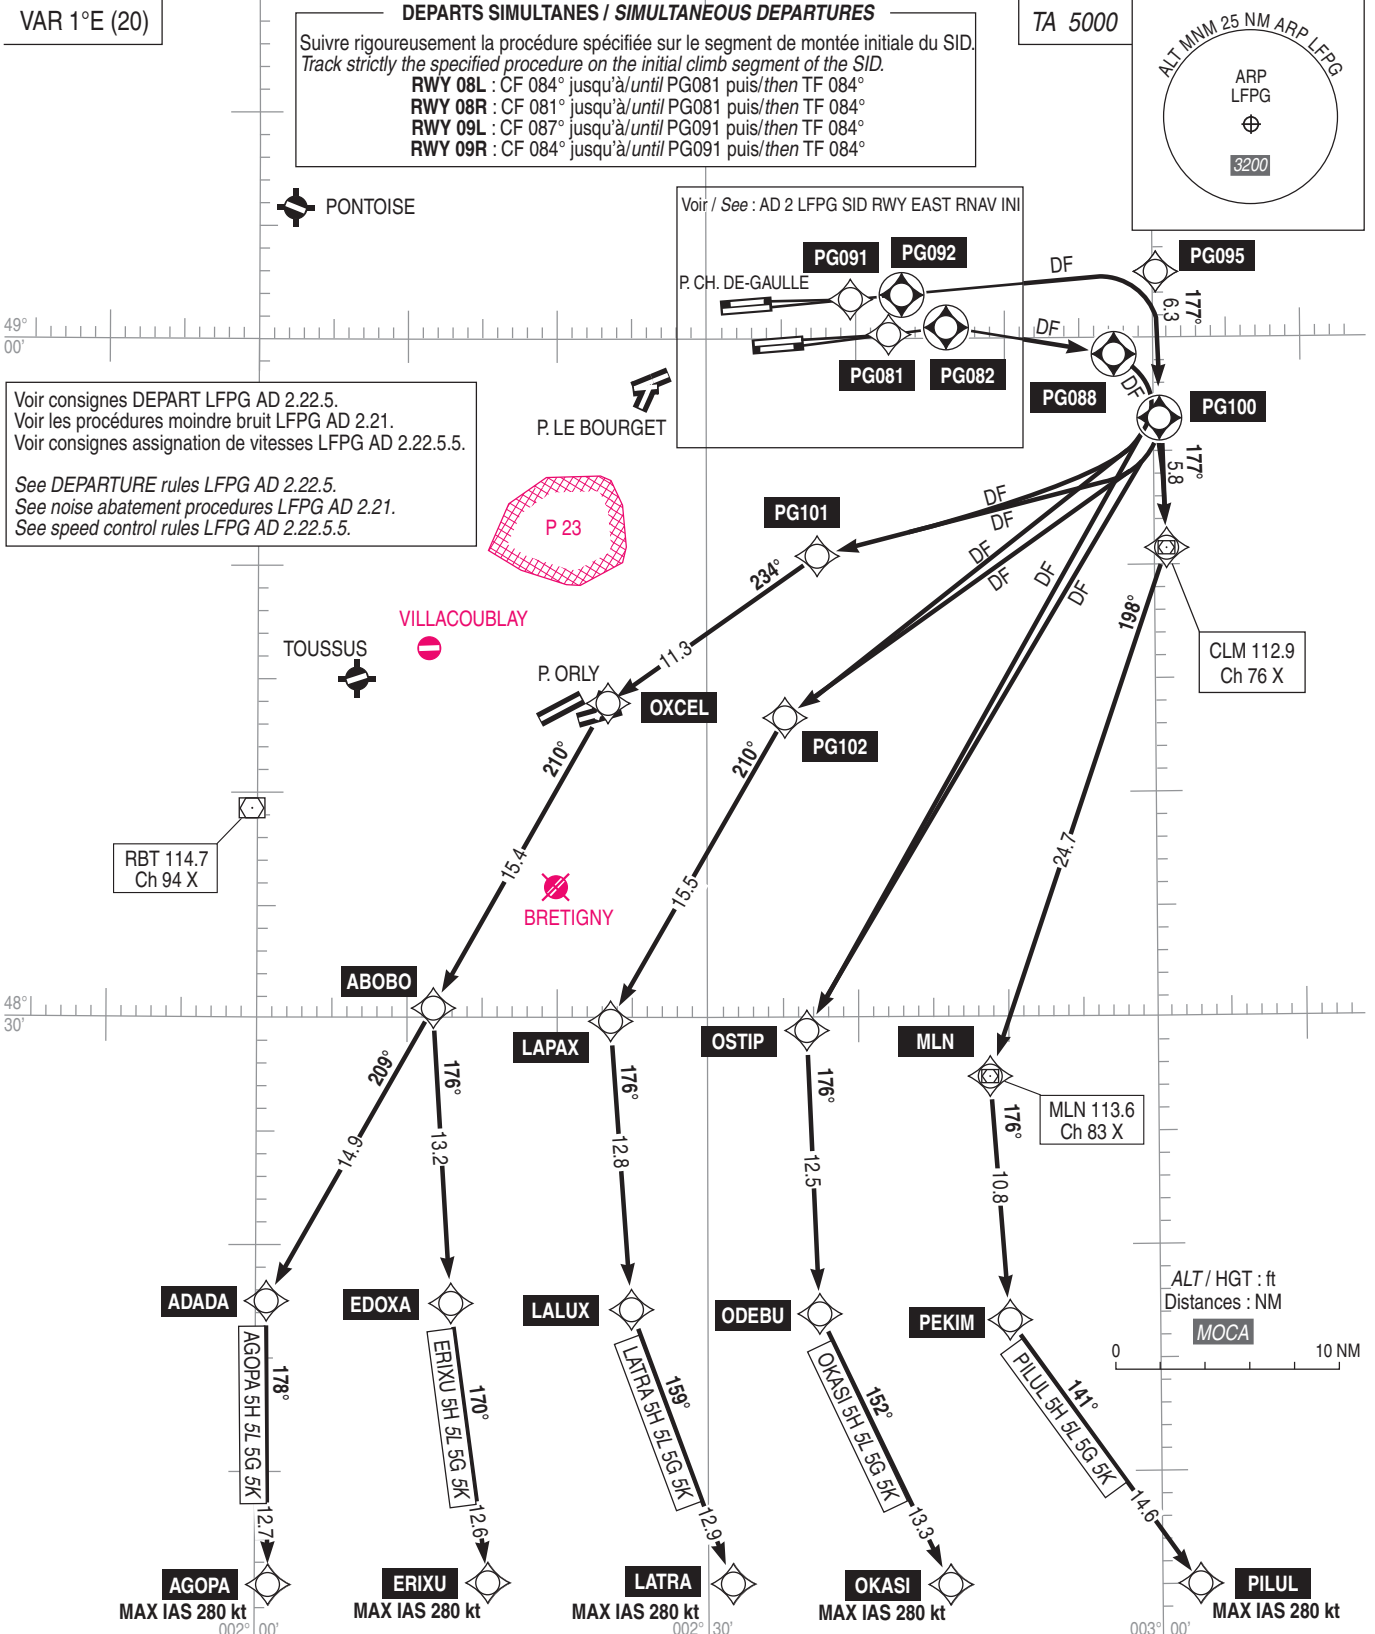 VAR 1°E (20)
DEPARTS SIMULTANES / SIMULTANEOUS DEPARTURES
Suivre rigoureusement la procédure spécifiée sur le segment de montée initiale du SID.
Track strictly the specified procedure on the initial climb segment of the SID.
RWY 08L : CF 084° jusqu'à/until PG081 puis/then TF 084°
RWY 08R : CF 081° jusqu'à/until PG081 puis/then TF 084°
RWY 09L : CF 087° jusqu'à/until PG091 puis/then TF 084°
RWY 09R : CF 084° jusqu'à/until PG091 puis/then TF 084°
TA 5000
ALT MNM 25 NM ARP LFPG
ARP
LFPG
3200
PONTOISE
Voir / See : AD 2 LFPG SID RWY EAST RNAV INI
PG091
PG092
DF
PG095
P. CH. DE-GAULLE
177°
6.3
49°
00'
DF
PG081
PG082
PG088
DF
PG100
Voir consignes DEPART LFPG AD 2.22.5.
Voir les procédures moindre bruit LFPG AD 2.21.
Voir consignes assignation de vitesses LFPG AD 2.22.5.5.
See DEPARTURE rules LFPG AD 2.22.5.
See noise abatement procedures LFPG AD 2.21.
See speed control rules LFPG AD 2.22.5.5.
P. LE BOURGET
177°
5.8
P 23
PG101
DF
DF
DF
DF
DF
DF
234°
198°
VILLACOUBLAY
TOUSSUS
11.3
CLM 112.9
Ch 76 X
P. ORLY
OXCEL
PG102
210°
210°
RBT 114.7
Ch 94 X
15.4
15.5
24.7
BRETIGNY
ABOBO
48°
30'
LAPAX
OSTIP
MLN
209°
176°
176°
176°
176°
MLN 113.6
Ch 83 X
14.9
13.2
12.8
12.5
10.8
ALT / HGT : ft
Distances : NM
MOCA
0
10 NM
ADADA
EDOXA
LALUX
ODEBU
PEKIM
AGOPA 5H 5L 5G 5K
178°
ERIXU 5H 5L 5G 5K
170°
LATRA 5H 5L 5G 5K
159°
OKASI 5H 5L 5G 5K
152°
PILUL 5H 5L 5G 5K
141°
12.7
12.6
12.9
13.3
14.6
AGOPA
MAX IAS 280 kt
ERIXU
MAX IAS 280 kt
LATRA
MAX IAS 280 kt
OKASI
MAX IAS 280 kt
PILUL
MAX IAS 280 kt
002° 00'
002° 30'
003° 00'